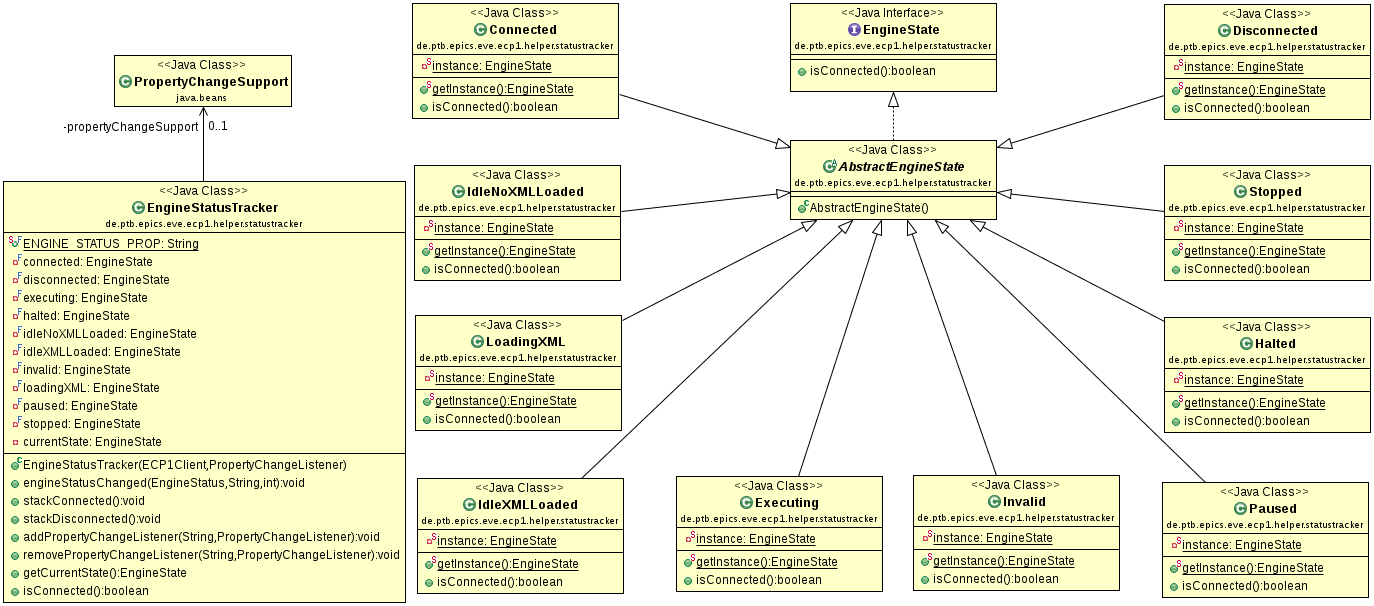 <<Java Class>>
PropertyChangeSupport
java.beans
-propertyChangeSupport 0..1
<<Java Class>>
EngineStatusTracker
de.ptb.epics.eve.ecp1.helper.statustracker
ENGINE_STATUS_PROP: String
connected: EngineState
disconnected: EngineState
executing: EngineState
halted: EngineState
idleNoXMLLoaded: EngineState
idleXMLLoaded: EngineState
invalid: EngineState
loadingXML: EngineState
paused: EngineState
stopped: EngineState
currentState: EngineState
EngineStatusTracker(ECP1Client,PropertyChangeListener)
engineStatusChanged(EngineStatus,String,int):void
stackConnected():void
stackDisconnected():void
addPropertyChangeListener(String,PropertyChangeListener):void
removePropertyChangeListener(String,PropertyChangeListener):void
getCurrentState():EngineState
isConnected():boolean
<<Java Class>>
Connected
de.ptb.epics.eve.ecp1.helper.statustracker
instance: EngineState
getInstance():EngineState
isConnected():boolean
<<Java Interface>>
EngineState
de.ptb.epics.eve.ecp1.helper.statustracker
isConnected():boolean
<<Java Class>>
Disconnected
de.ptb.epics.eve.ecp1.helper.statustracker
instance: EngineState
getInstance():EngineState
isConnected():boolean
<<Java Class>>
AbstractEngineState
de.ptb.epics.eve.ecp1.helper.statustracker
AbstractEngineState()
<<Java Class>>
IdleNoXMLLoaded
de.ptb.epics.eve.ecp1.helper.statustracker
instance: EngineState
getInstance():EngineState
isConnected():boolean
<<Java Class>>
Stopped
de.ptb.epics.eve.ecp1.helper.statustracker
instance: EngineState
getInstance():EngineState
isConnected():boolean
<<Java Class>>
LoadingXML
de.ptb.epics.eve.ecp1.helper.statustracker
instance: EngineState
getInstance():EngineState
isConnected():boolean
<<Java Class>>
Halted
de.ptb.epics.eve.ecp1.helper.statustracker
instance: EngineState
getInstance():EngineState
isConnected():boolean
<<Java Class>>
IdleXMLLoaded
de.ptb.epics.eve.ecp1.helper.statustracker
instance: EngineState
getInstance():EngineState
isConnected():boolean
<<Java Class>>
Executing
de.ptb.epics.eve.ecp1.helper.statustracker
instance: EngineState
getInstance():EngineState
isConnected():boolean
<<Java Class>>
Invalid
de.ptb.epics.eve.ecp1.helper.statustracker
instance: EngineState
getInstance():EngineState
isConnected():boolean
<<Java Class>>
Paused
de.ptb.epics.eve.ecp1.helper.statustracker
instance: EngineState
getInstance():EngineState
isConnected():boolean